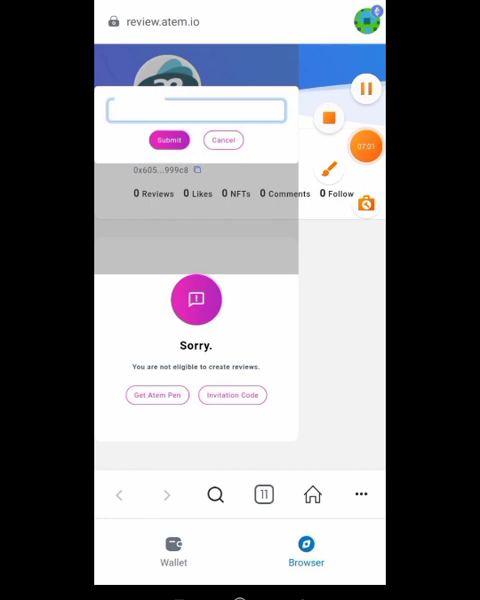 review.atem.io
Submit
Cancel
07:01
0x605...999c8
0 Reviews 0 Likes 0 NFTs 0 Comments 0 Follow
Sorry.
You are not eligible to create reviews.
Get Atem Pen
Invitation Code
11
Wallet
Browser